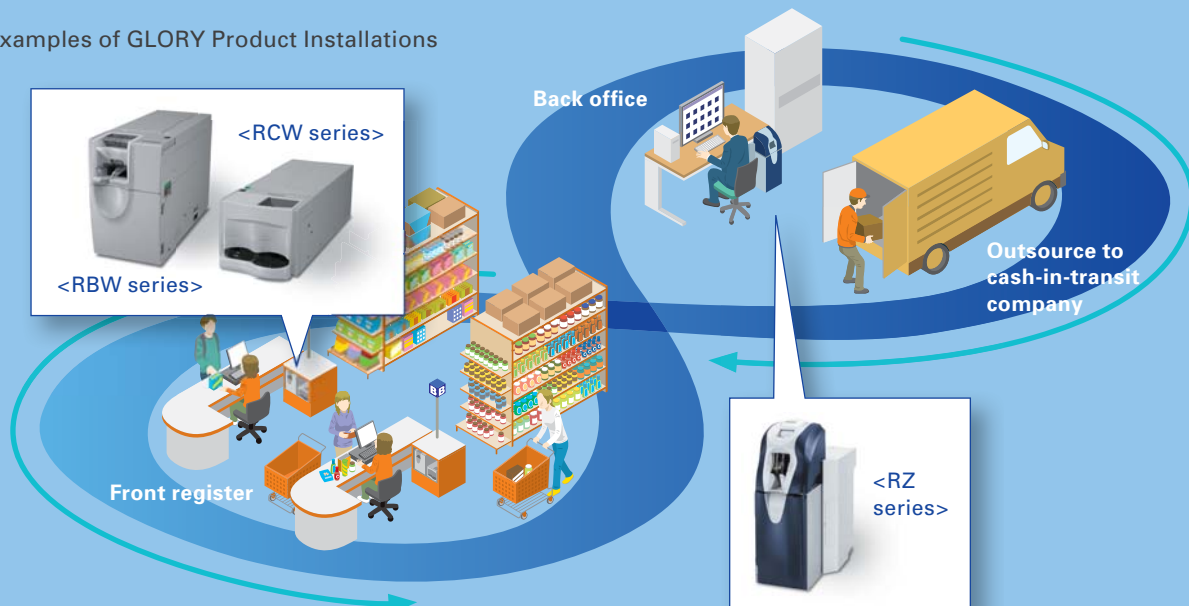 xamples of GLORY Product Installations
<RCW series>
<RBW series>
Back office
Outsource to
cash-in-transit
company
Front register
<RZ
series>